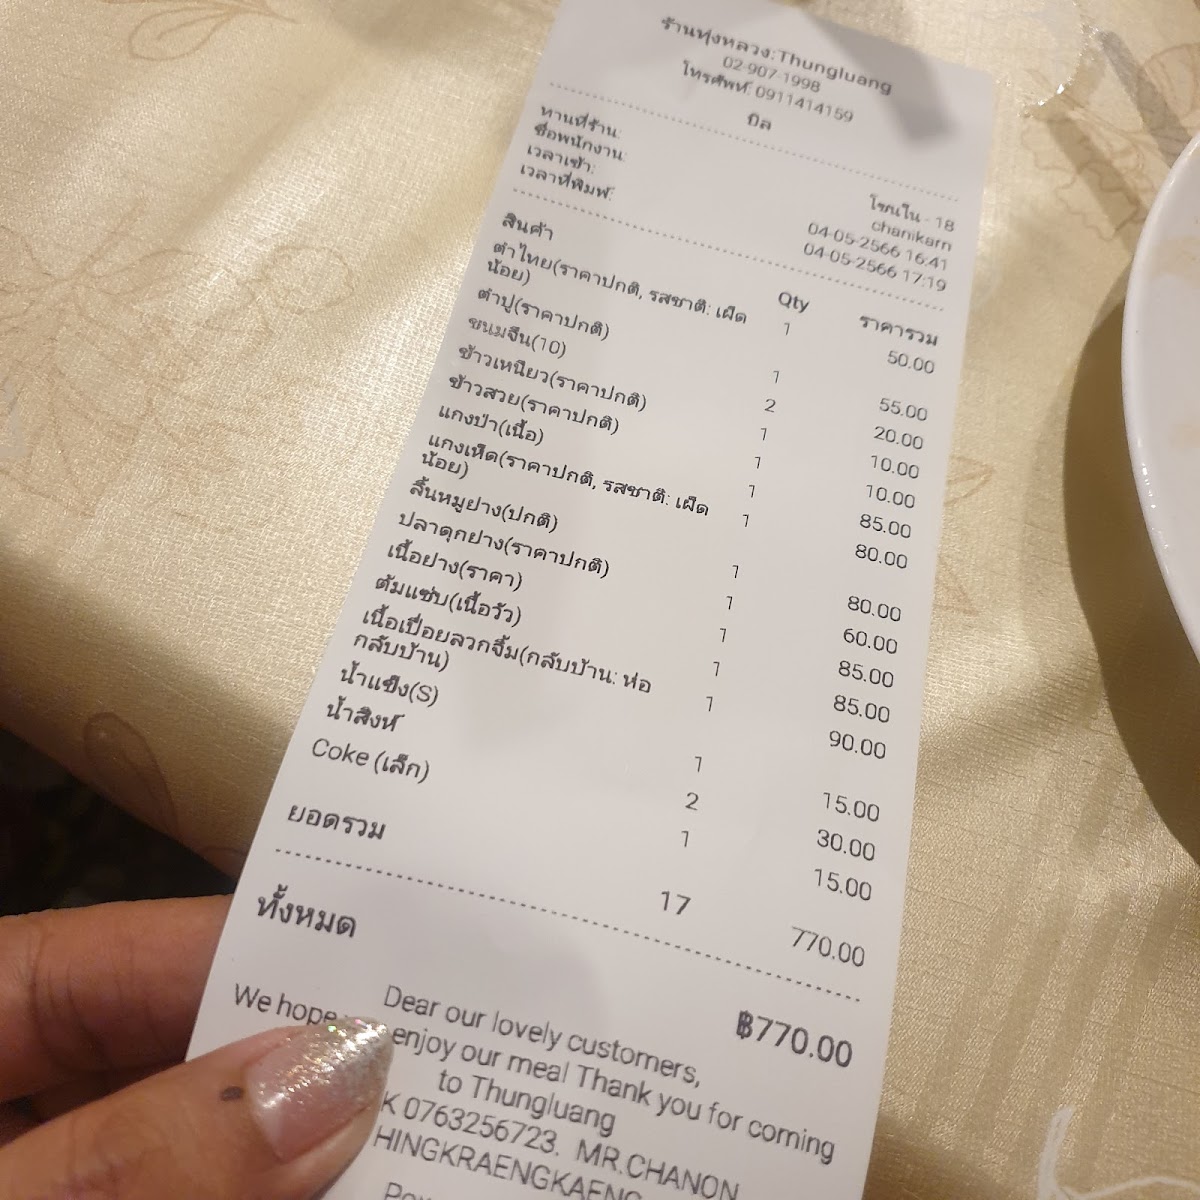 ร้านทุ่งหลวง:Thungluang
02-907-1998
โทรศัพท์: 0911414159
บิล
ทานที่ร้าน: โซนใน - 18
ชื่อพนักงาน: chanikarn
เวลาเข้า: 04-05-2566 16:41
เวลาที่พิมพ์: 04-05-2566 17:19
สินค้า Qty ราคารวม
ตำไทย(ราคาปกติ, รสชาติ: เผ็ด 1 50.00
น้อย)
ตำปู(ราคาปกติ) 1 55.00
ขนมจีน(10) 2 20.00
ข้าวเหนียว(ราคาปกติ) 1 10.00
ข้าวสวย(ราคาปกติ) 1 10.00
แกงป่า(เนื้อ) 1 85.00
แกงเห็ด(ราคาปกติ, รสชาติ: เผ็ด 1 80.00
น้อย)
ลิ้นหมูย่าง(ปกติ) 1 80.00
ปลาดุกย่าง(ราคาปกติ) 1 60.00
เนื้อย่าง(ราคา) 1 85.00
ต้มแซ่บ(เนื้อวัว) 1 85.00
เนื้อเปื่อยลวกจิ้ม(กลับบ้าน: ห่อ 1 90.00
กลับบ้าน)
น้ำแข็ง(S) 1 15.00
น้ำสิงห์ 2 30.00
Coke (เล็ก) 1 15.00
ยอดรวม 17 770.00
ทั้งหมด ฿770.00
Dear our lovely customers,
We hope enjoy our meal Thank you for coming
to Thungluang
K 0763256723. MR.CHANON
HINGKRAENGKAENG